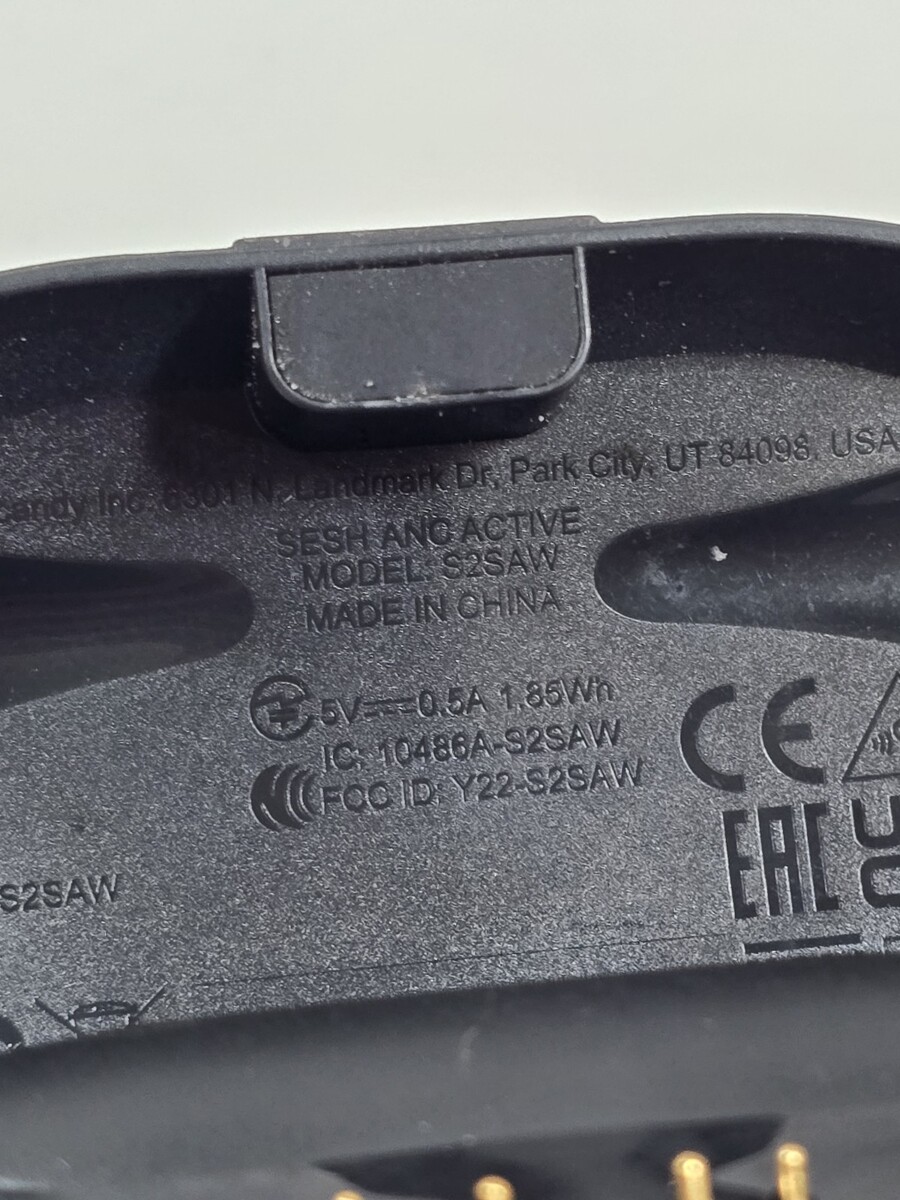 candy Inc. 6301 N. Landmark Dr, Park City, UT 84098. USA
SESH ANC ACTIVE
MODEL: S2SAW
MADE IN CHINA
5V⎓0.5A 1.85Wh
IC: 10486A-S2SAW
FCC ID: Y22-S2SAW
CE
EAC
S2SAW